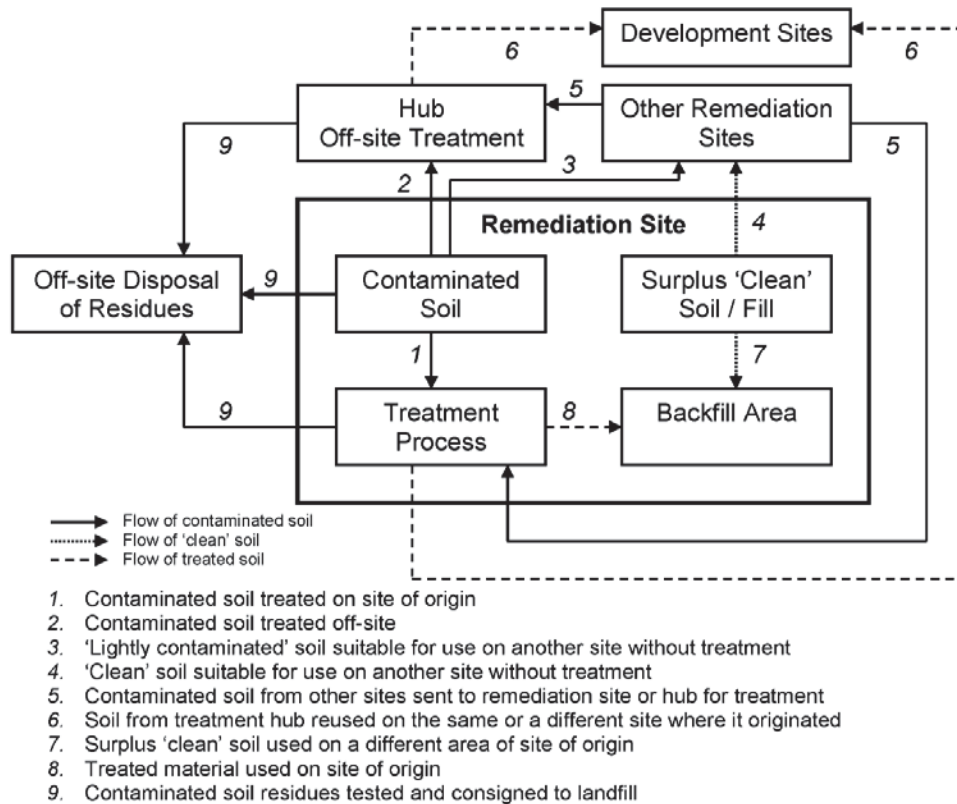 6
Development Sites
6
Hub
Off-site Treatment
5
Other Remediation
Sites
5
9
2
3
Remediation Site
4
Off-site Disposal
of Residues
9
Contaminated
Soil
Surplus ‘Clean’
Soil / Fill
1
7
9
Treatment
Process
8
Backfill Area
Flow of contaminated soil
Flow of ‘clean’ soil
Flow of treated soil
1. Contaminated soil treated on site of origin
2. Contaminated soil treated off-site
3. ‘Lightly contaminated’ soil suitable for use on another site without treatment
4. ‘Clean’ soil suitable for use on another site without treatment
5. Contaminated soil from other sites sent to remediation site or hub for treatment
6. Soil from treatment hub reused on the same or a different site where it originated
7. Surplus ‘clean’ soil used on a different area of site of origin
8. Treated material used on site of origin
9. Contaminated soil residues tested and consigned to landfill